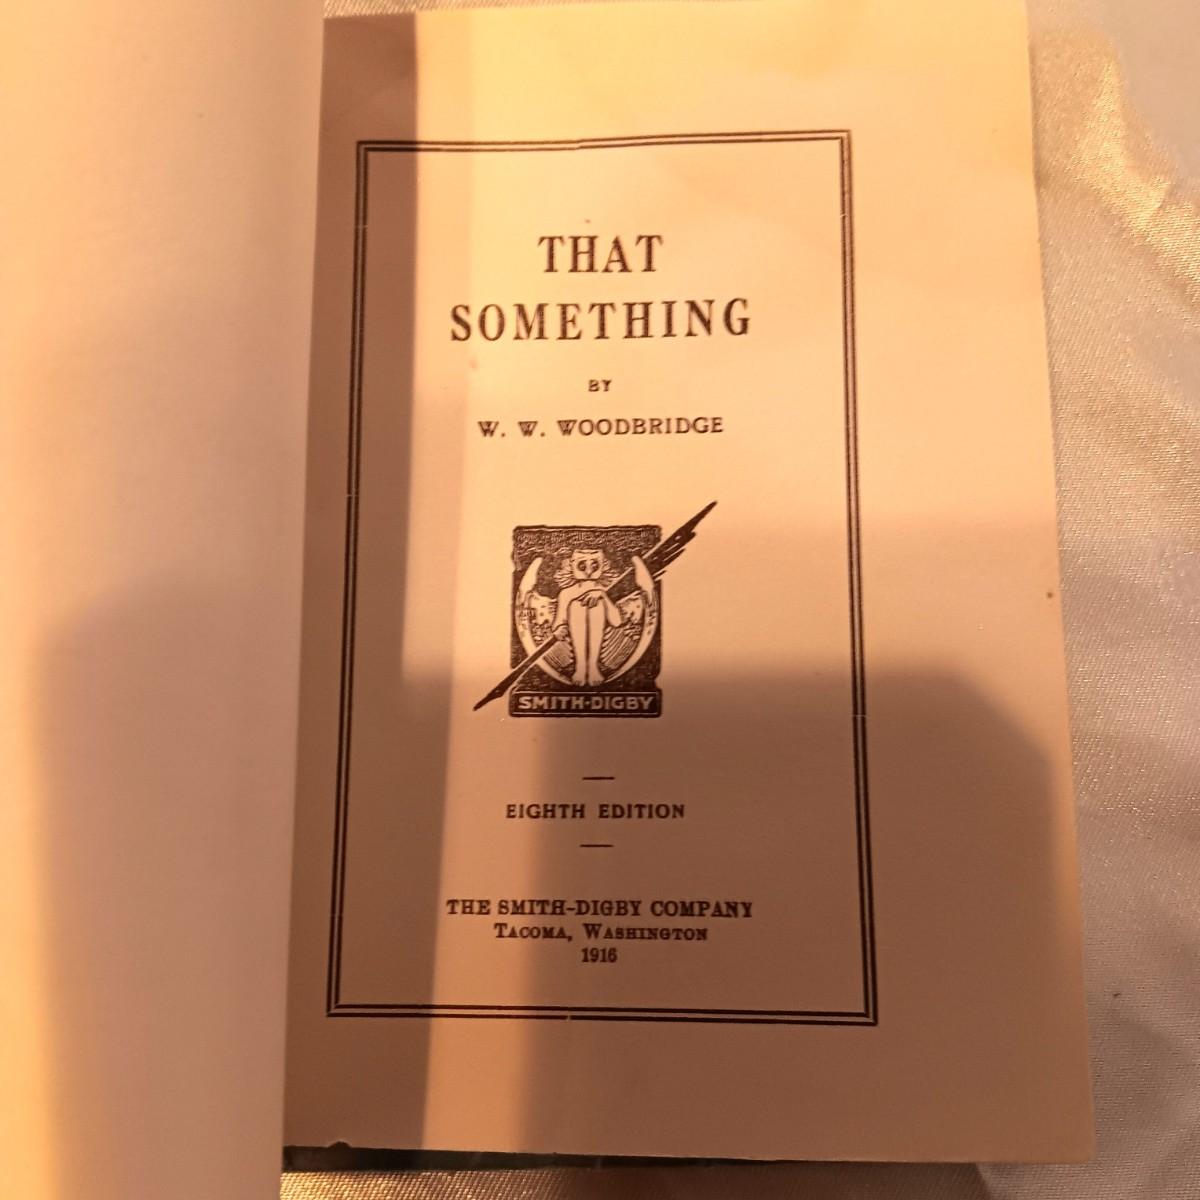 THAT
SOMETHING
BY
W. W. WOODBRIDGE
SMITH·DIGBY
EIGHTH EDITION
THE SMITH-DIGBY COMPANY
TACOMA, WASHINGTON
1916